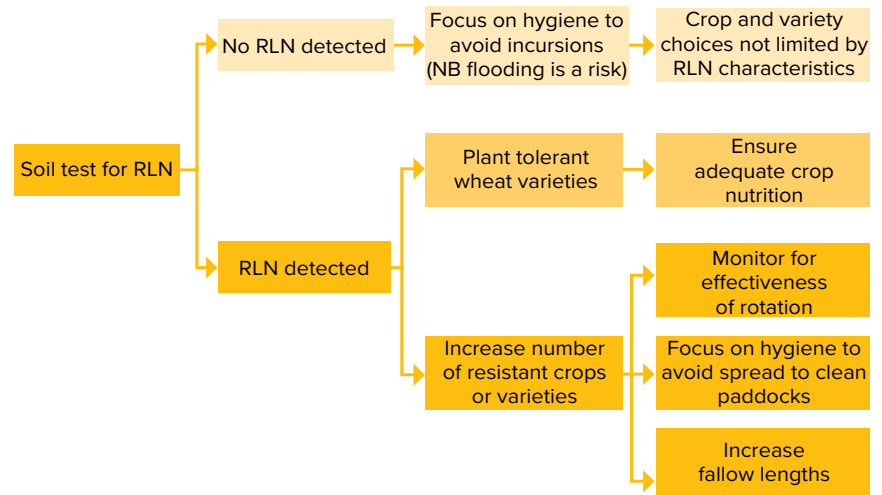 No RLN detected
Focus on hygiene to
avoid incursions
(NB flooding is a risk)
Crop and variety
choices not limited by
RLN characteristics
Soil test for RLN
Plant tolerant
wheat varieties
Ensure
adequate crop
nutrition
RLN detected
Increase number
of resistant crops
or varieties
Monitor for
effectiveness
of rotation
Focus on hygiene to
avoid spread to clean
paddocks
Increase
fallow lengths